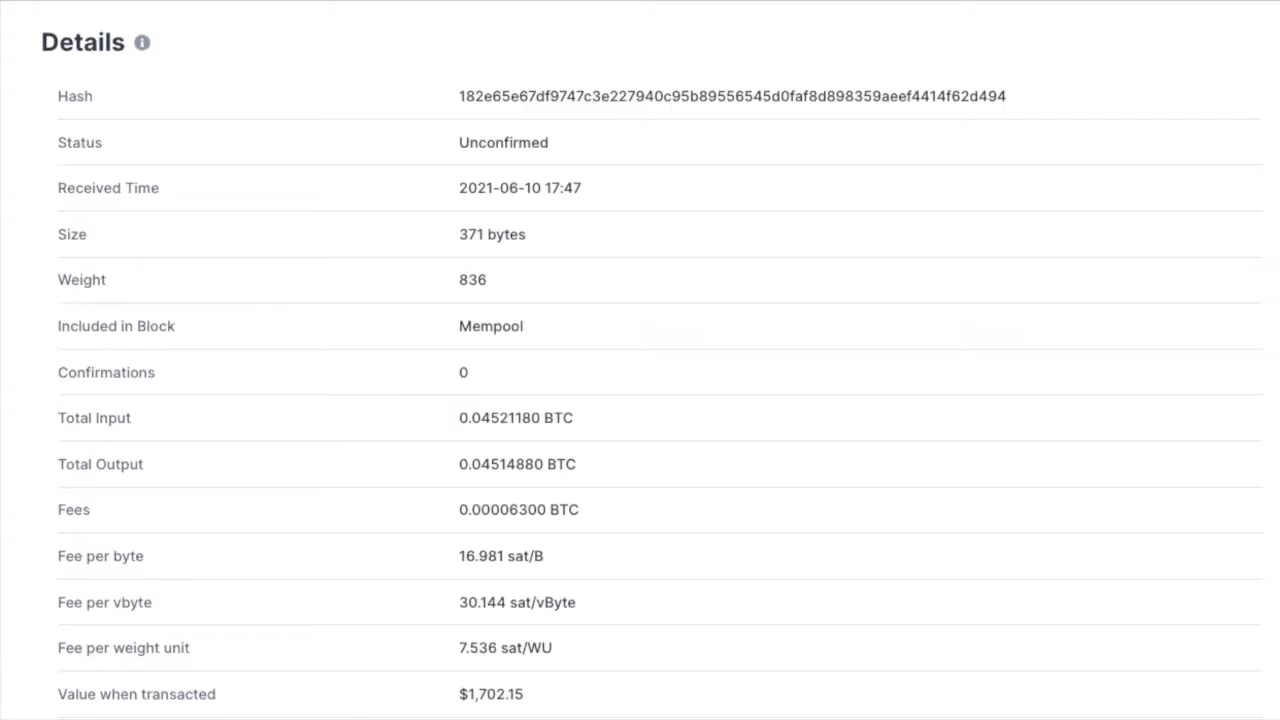 Details
Hash 182e65e67df9747c3e227940c95b89556545d0faf8d898359aeef4414f62d494
Status Unconfirmed
Received Time 2021-06-10 17:47
Size 371 bytes
Weight 836
Included in Block Mempool
Confirmations 0
Total Input 0.04521180 BTC
Total Output 0.04514880 BTC
Fees 0.00006300 BTC
Fee per byte 16.981 sat/B
Fee per vbyte 30.144 sat/vByte
Fee per weight unit 7.536 sat/WU
Value when transacted $1,702.15